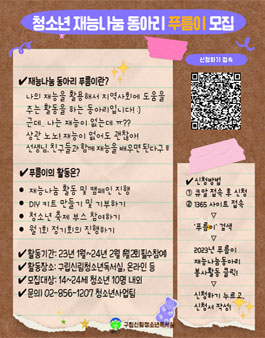 청소년 재능나눔 동아리 푸름이 모집
신청하기 접속
✔재능나눔 동아리 푸름이란?
나의 재능을 활용해서 지역사회에 도움을
주는 활동을 하는 동아리입니다 :)
근데.. 나는 재능이 없는데 ㅠ??
상관 노노! 재능이 없어도 괜찮아!
선생님, 친구들과 함께 재능을 배우면 된다구!!
✔푸름이의 활동은?
• 재능나눔 활동 및 캠페인 진행
• DIY 키트 만들기 및 기부하기
• 청소년 축제 부스 참여하기
• 월 1회 정기회의 진행하기
✔활동기간: 23년 1월~24년 2월 월2회 필수참여
✔활동장소: 구립신림청소년독서실, 온라인 등
✔모집대상: 14~24세 청소년 10명 내외
✔문의: 02-856-1207 청소년사업팀
✔신청방법
① 큐알 접속 후 신청
② 1365 사이트 접속
▽
'푸름이' 검색
▽
2023년 푸름이
재능나눔동아리
봉사활동 클릭!
▽
신청하기 누르고
신청서 작성!
구립신림청소년독서실